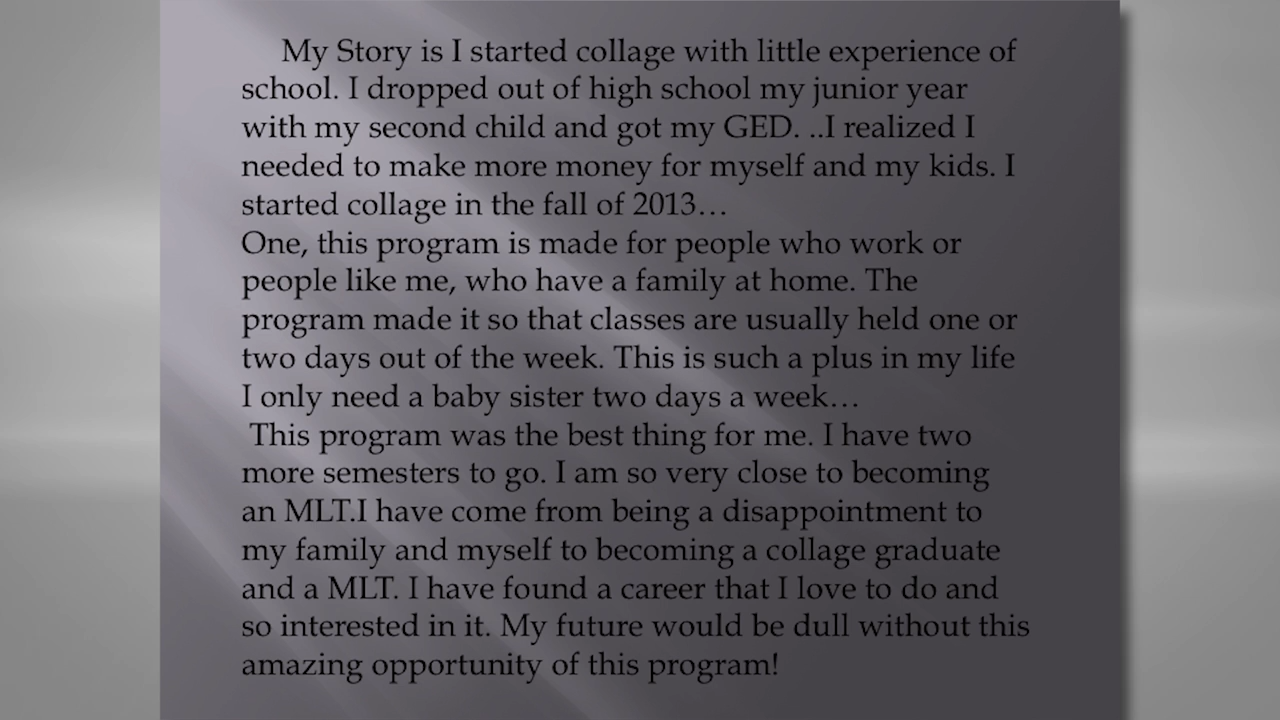 My Story is I started collage with little experience of
school. I dropped out of high school my junior year
with my second child and got my GED. ..I realized I
needed to make more money for myself and my kids. I
started collage in the fall of 2013…
One, this program is made for people who work or
people like me, who have a family at home. The
program made it so that classes are usually held one or
two days out of the week. This is such a plus in my life
I only need a baby sister two days a week…
This program was the best thing for me. I have two
more semesters to go. I am so very close to becoming
an MLT.I have come from being a disappointment to
my family and myself to becoming a collage graduate
and a MLT. I have found a career that I love to do and
so interested in it. My future would be dull without this
amazing opportunity of this program!